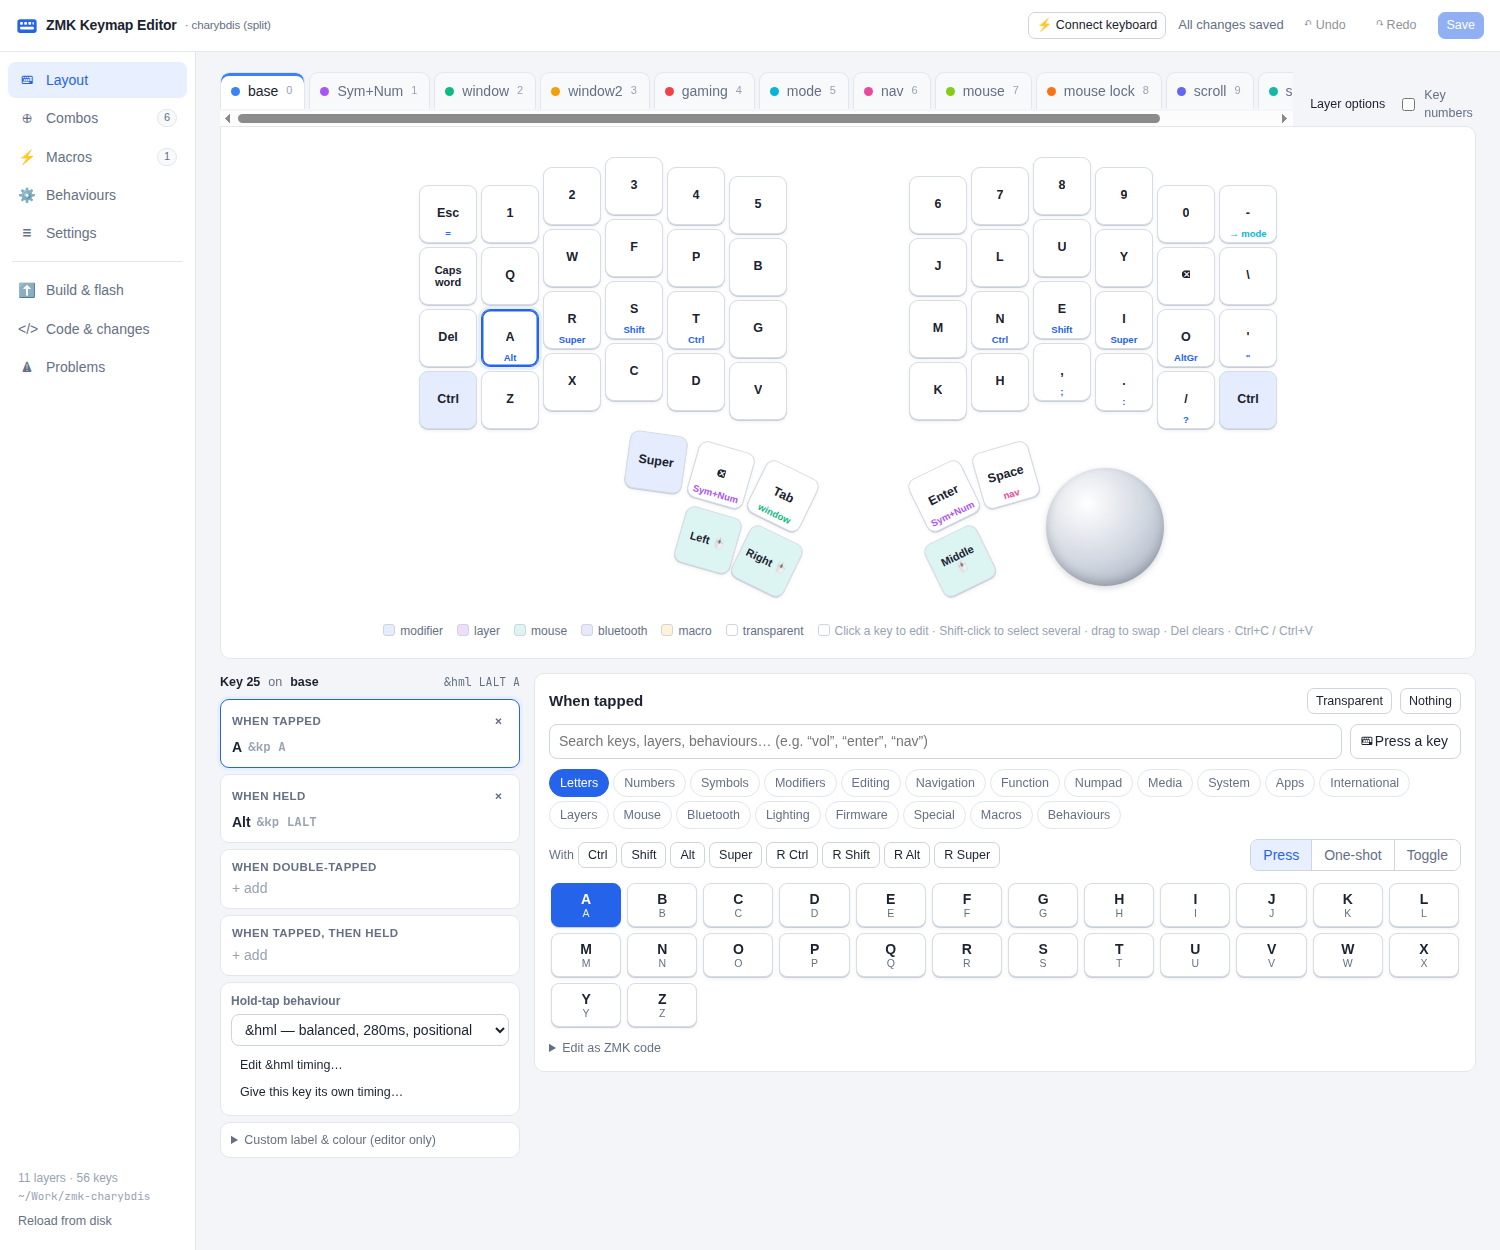 ZMK Keymap Editor · charybdis (split)
⚡ Connect keyboard All changes saved ↶ Undo ↷ Redo Save
Layout
Combos 6
Macros 1
Behaviours
Settings
Build & flash
</> Code & changes
Problems
base 0 Sym+Num 1 window 2 window2 3 gaming 4 mode 5 nav 6 mouse 7 mouse lock 8 scroll 9 s
Layer options Key numbers
Esc = 1 2 3 4 5
6 7 8 9 0 - → mode
Caps word Q W F P B
J L U Y ⌫ \
Del A Alt R Super S Shift T Ctrl G
M N Ctrl E Shift I Super O AltGr ' "
Ctrl Z X C D V
K H , ; . : / ? Ctrl
Super ⌫ Sym+Num Tab window
Enter Sym+Num Space nav
Left Right
Middle
modifier layer mouse bluetooth macro transparent Click a key to edit · Shift-click to select several · drag to swap · Del clears · Ctrl+C / Ctrl+V
Key 25 on base &hml LALT A
WHEN TAPPED ×
A &kp A
WHEN HELD ×
Alt &kp LALT
WHEN DOUBLE-TAPPED
+ add
WHEN TAPPED, THEN HELD
+ add
Hold-tap behaviour
&hml — balanced, 280ms, positional
Edit &hml timing…
Give this key its own timing…
Custom label & colour (editor only)
When tapped Transparent Nothing
Search keys, layers, behaviours… (e.g. “vol”, “enter”, “nav”) Press a key
Letters Numbers Symbols Modifiers Editing Navigation Function Numpad Media System Apps International
Layers Mouse Bluetooth Lighting Firmware Special Macros Behaviours
With Ctrl Shift Alt Super R Ctrl R Shift R Alt R Super Press One-shot Toggle
A B C D E F G H I J K L
A B C D E F G H I J K L
M N O P Q R S T U V W X
M N O P Q R S T U V W X
Y Z
Y Z
Edit as ZMK code
11 layers · 56 keys
~/Work/zmk-charybdis
Reload from disk